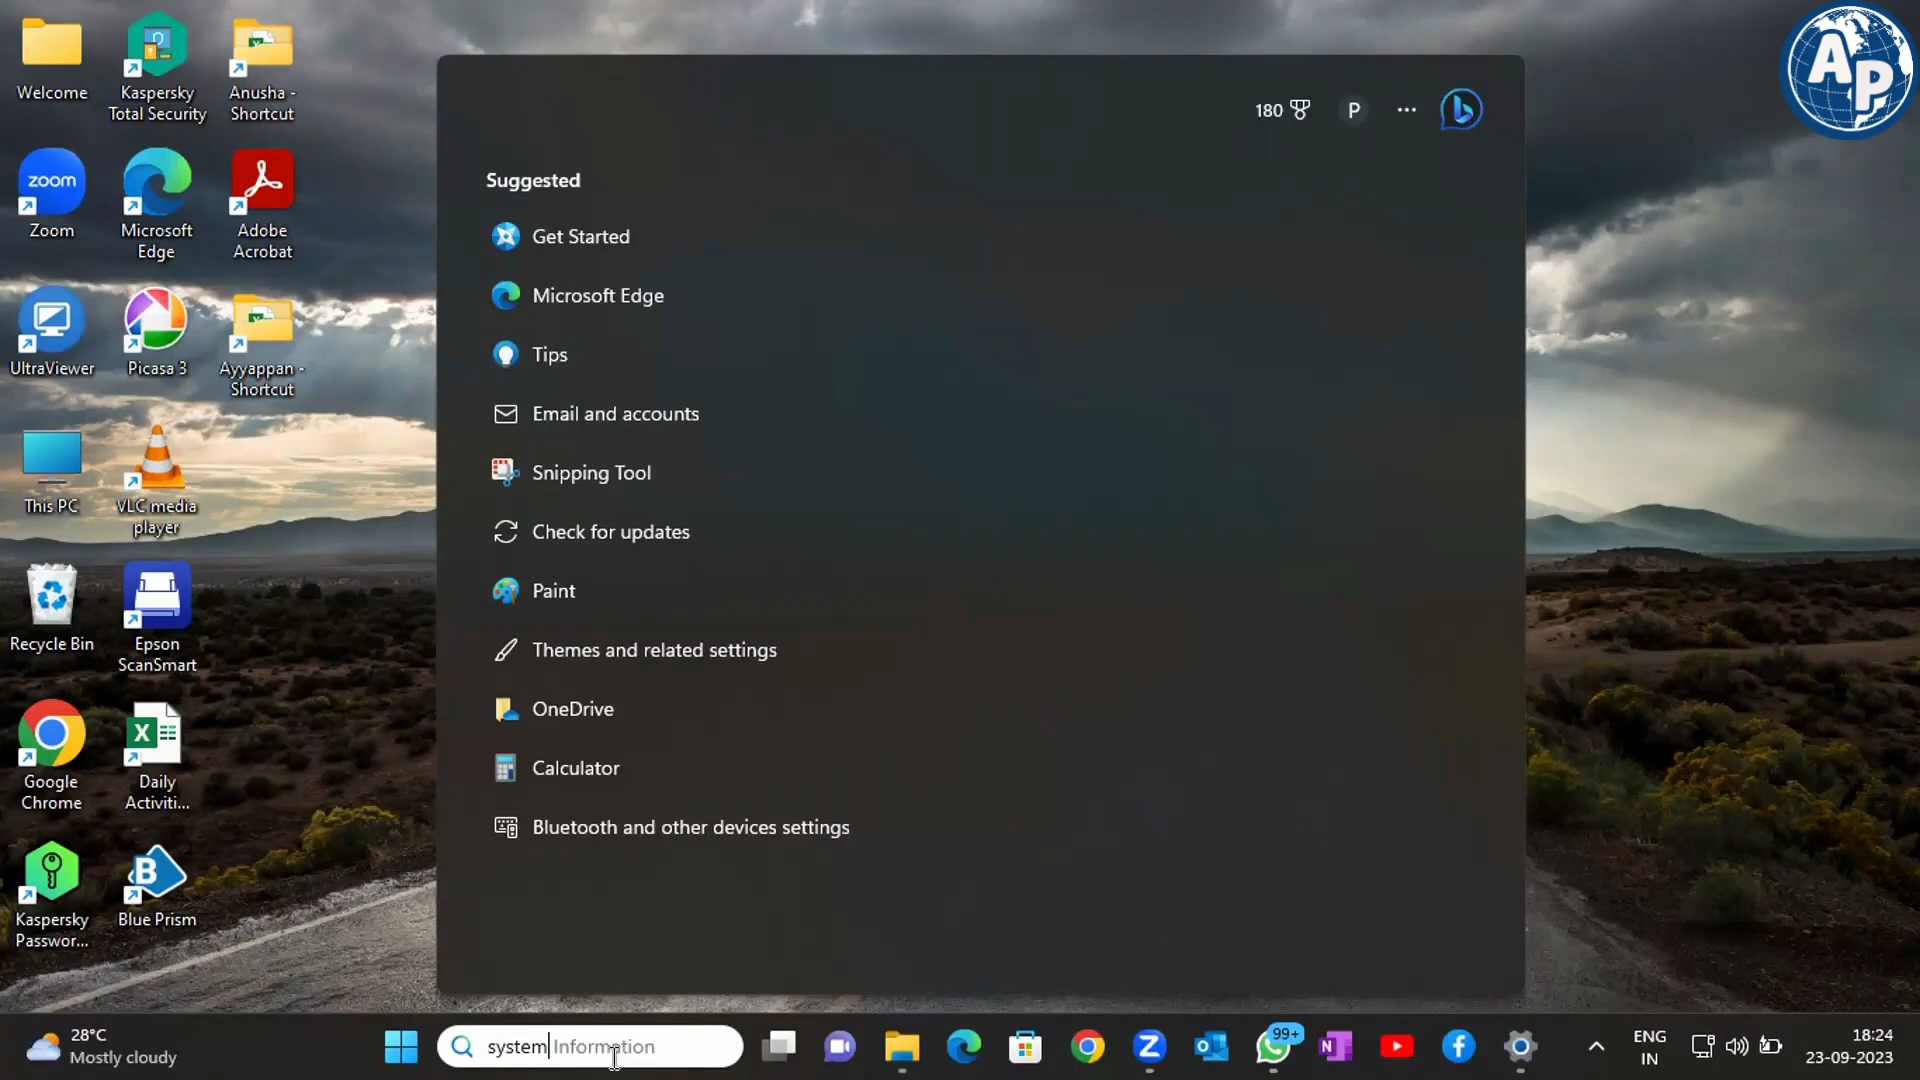 Welcome
Kaspersky
Total Security
Anusha -
Shortcut
zoom
Zoom
Microsoft
Edge
Adobe
Acrobat
UltraViewer
Picasa 3
Ayyappan -
Shortcut
This PC
VLC media
player
Recycle Bin
Epson
ScanSmart
Google
Chrome
Daily
Activiti...
Kaspersky
Passwor...
Blue Prism
180
P
...
AP
Suggested
Get Started
Microsoft Edge
Tips
Email and accounts
Snipping Tool
Check for updates
Paint
Themes and related settings
OneDrive
Calculator
Bluetooth and other devices settings
28°C
Mostly cloudy
system Information
99+
ENG
IN
18:24
23-09-2023